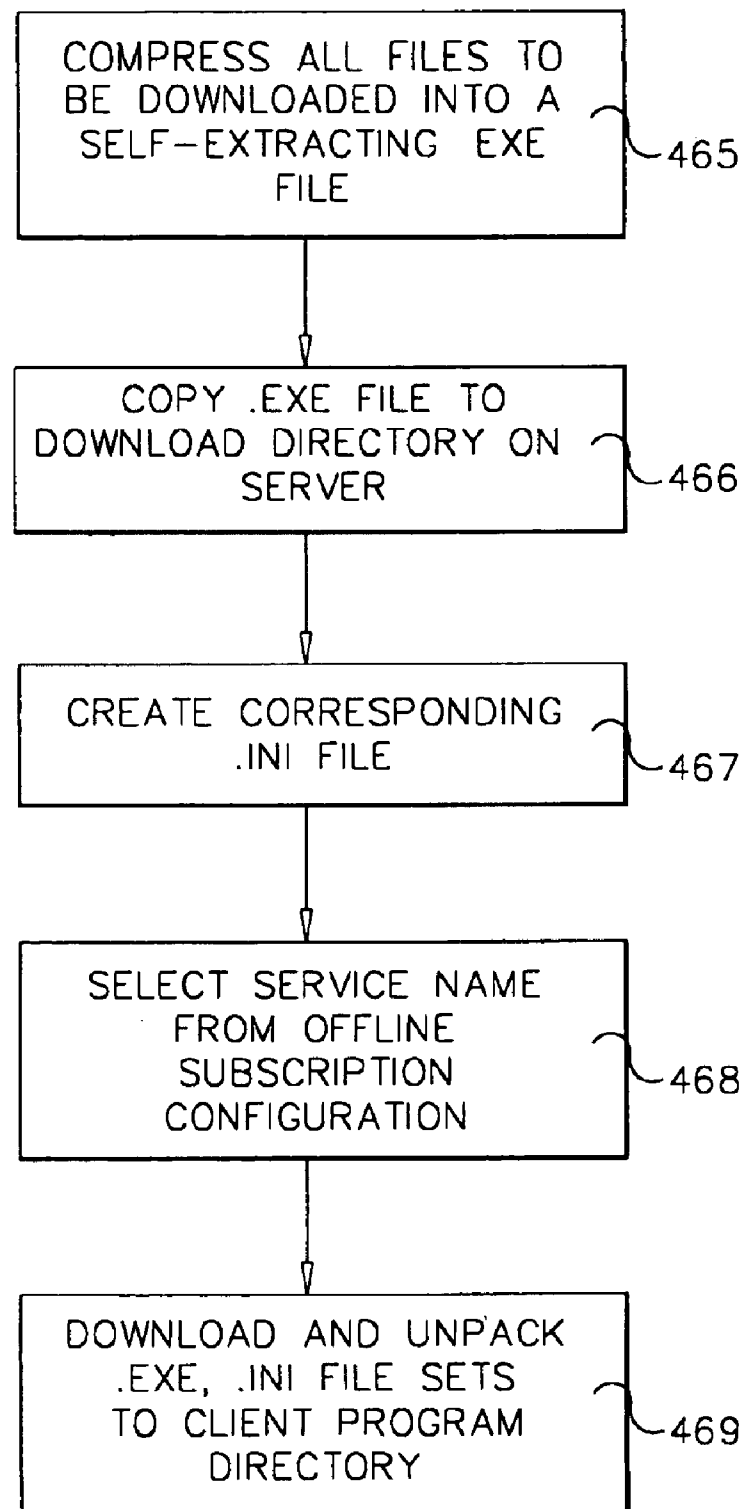 COMPRESS ALL FILES TO
BE DOWNLOADED INTO A
SELF-EXTRACTING EXE
FILE
465
COPY .EXE FILE TO
DOWNLOAD DIRECTORY ON
SERVER
466
CREATE CORRESPONDING
.INI FILE
467
SELECT SERVICE NAME
FROM OFFLINE
SUBSCRIPTION
CONFIGURATION
468
DOWNLOAD AND UNPACK
.EXE, .INI FILE SETS
TO CLIENT PROGRAM
DIRECTORY
469